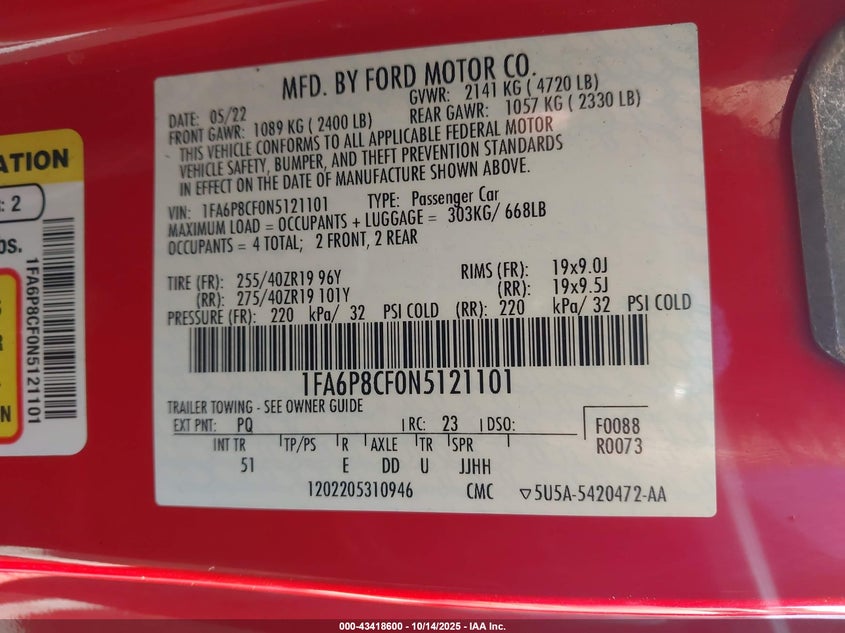 MFD. BY FORD MOTOR CO.
DATE: 05/22
GVWR: 2141 KG ( 4720 LB)
FRONT GAWR: 1089 KG ( 2400 LB)
REAR GAWR: 1057 KG ( 2330 LB)
THIS VEHICLE CONFORMS TO ALL APPLICABLE FEDERAL MOTOR
VEHICLE SAFETY, BUMPER, AND THEFT PREVENTION STANDARDS
IN EFFECT ON THE DATE OF MANUFACTURE SHOWN ABOVE.
VIN: 1FA6P8CF0N5121101 TYPE: Passenger Car
MAXIMUM LOAD = OCCUPANTS + LUGGAGE = 303KG/ 668LB
OCCUPANTS = 4 TOTAL; 2 FRONT, 2 REAR
TIRE (FR): 255/40ZR19 96Y RIMS (FR): 19x9.0J
(RR): 275/40ZR19 101Y (RR): 19x9.5J
PRESSURE (FR): 220 kPa/ 32 PSI COLD (RR): 220 kPa/ 32 PSI COLD
1FA6P8CF0N5121101
TRAILER TOWING - SEE OWNER GUIDE
EXT PNT: PQ RC: 23 DSO:
F0088
R0073
INT TR TP/PS R AXLE TR SPR
51 E DD U JJHH
1202205310946 CMC ▽5U5A-5420472-AA
ATION
: 2
bs.
1FA6P8CF0N5121101
S
R
N
000-43418600 - 10/14/2025 - IAA Inc.